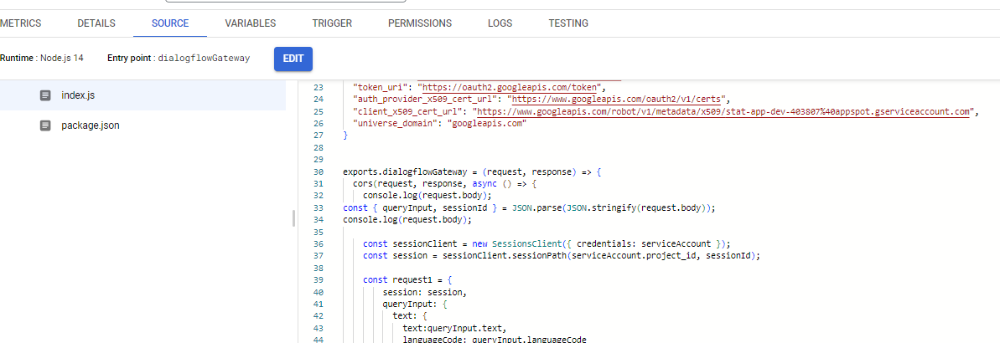 METRICS DETAILS SOURCE VARIABLES TRIGGER PERMISSIONS LOGS TESTING
Runtime : Node.js 14 Entry point : dialogflowGateway EDIT
index.js
package.json
23 "token_uri": "https://oauth2.googleapis.com/token",
24 "auth_provider_x509_cert_url": "https://www.googleapis.com/oauth2/v1/certs",
25 "client_x509_cert_url": "https://www.googleapis.com/robot/v1/metadata/x509/stat-app-dev-403807%40appspot.gserviceaccount.com",
26 "universe_domain": "googleapis.com"
27 }
28
29
30 exports.dialogflowGateway = (request, response) => {
31 cors(request, response, async () => {
32 console.log(request.body);
33 const { queryInput, sessionId } = JSON.parse(JSON.stringify(request.body));
34 console.log(request.body);
35
36 const sessionClient = new SessionsClient({ credentials: serviceAccount });
37 const session = sessionClient.sessionPath(serviceAccount.project_id, sessionId);
38
39 const request1 = {
40 session: session,
41 queryInput: {
42 text: {
43 text:queryInput.text,
44 languageCode: queryInput.languageCode